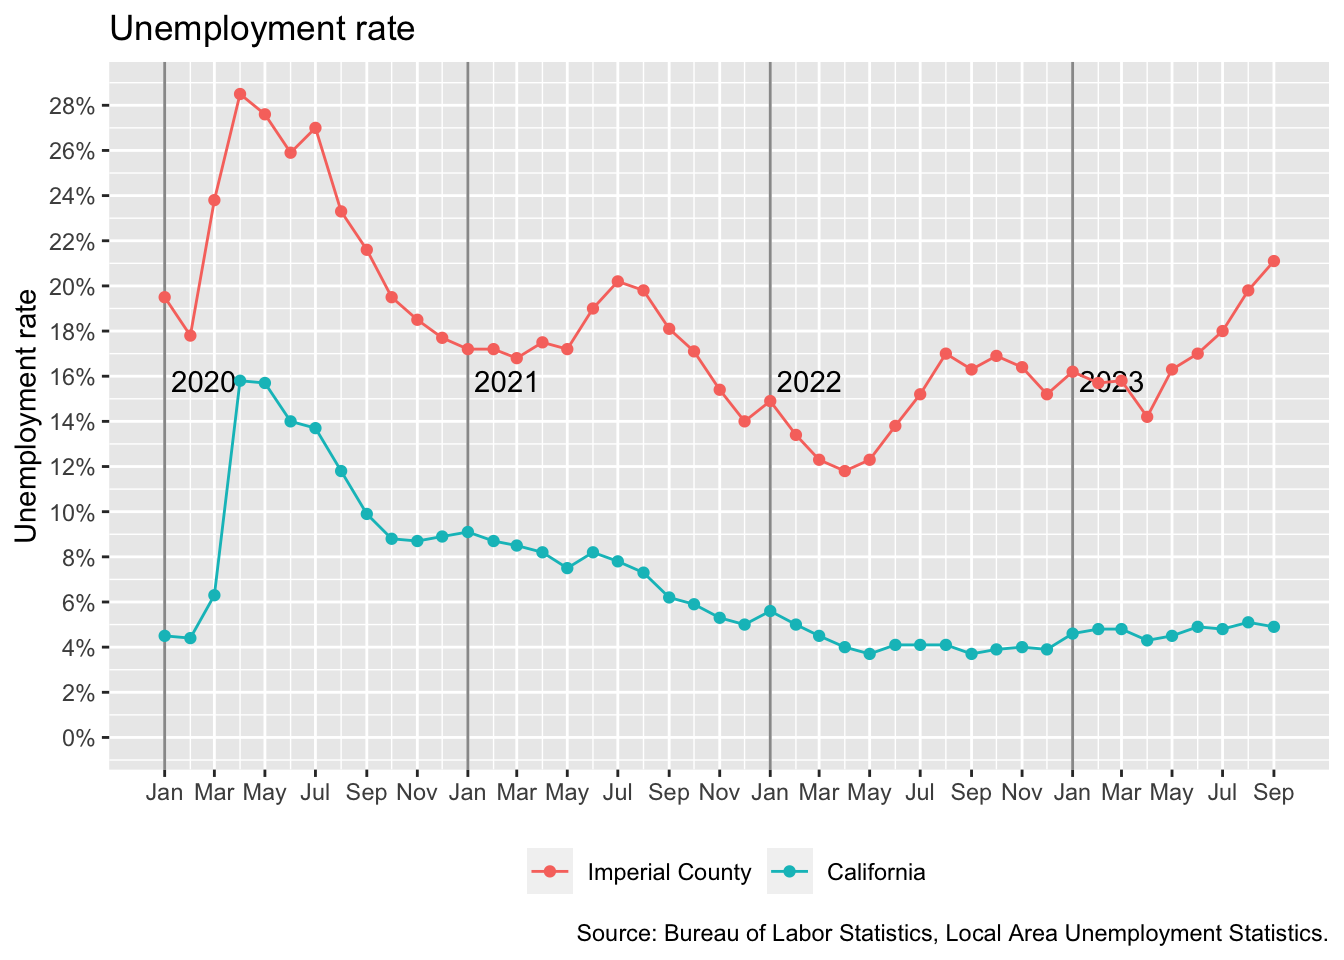 Unemployment rate
Unemployment rate
28%
26%
24%
22%
20%
18%
16%
14%
12%
10%
8%
6%
4%
2%
0%
2020 2021 2022 2023
Jan Mar May Jul Sep Nov Jan Mar May Jul Sep Nov Jan Mar May Jul Sep Nov Jan Mar May Jul Sep
Imperial County California
Source: Bureau of Labor Statistics, Local Area Unemployment Statistics.